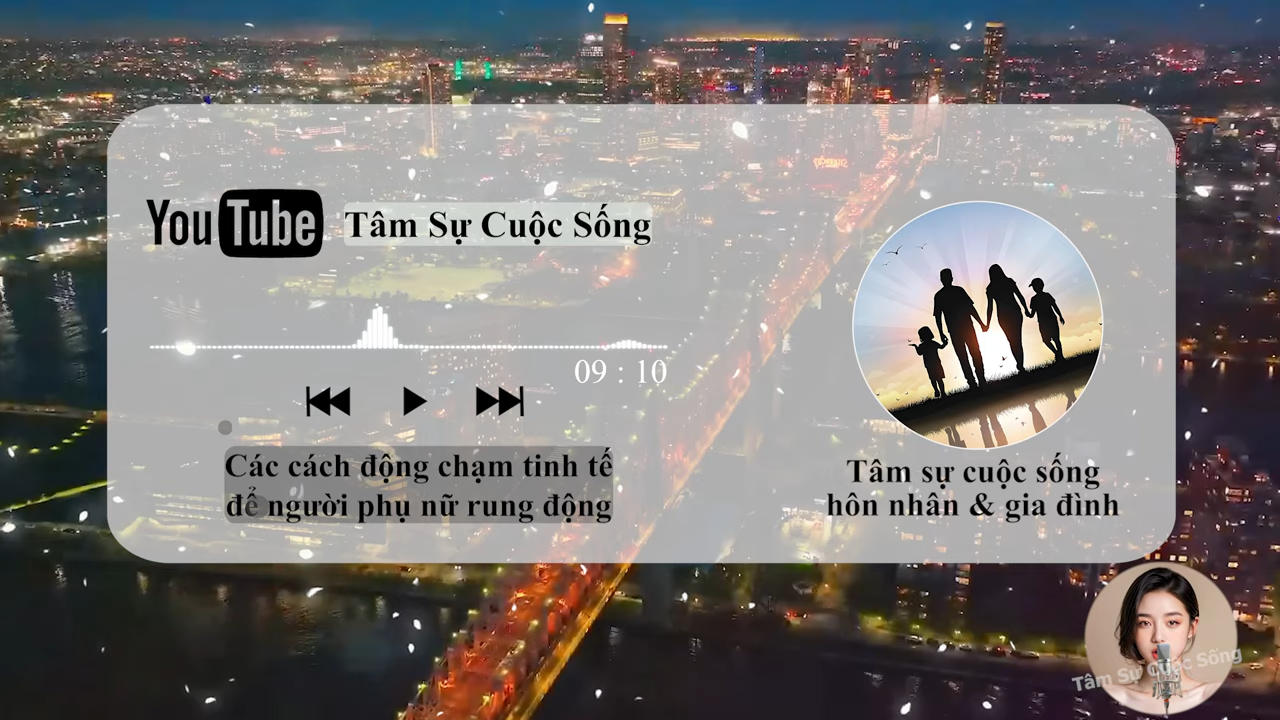 YouTube
Tâm Sự Cuộc Sống
09 : 10
Các cách động chạm tinh tế
để người phụ nữ rung động
Tâm sự cuộc sống
hôn nhân & gia đình
Tâm Sự Cuộc Sống